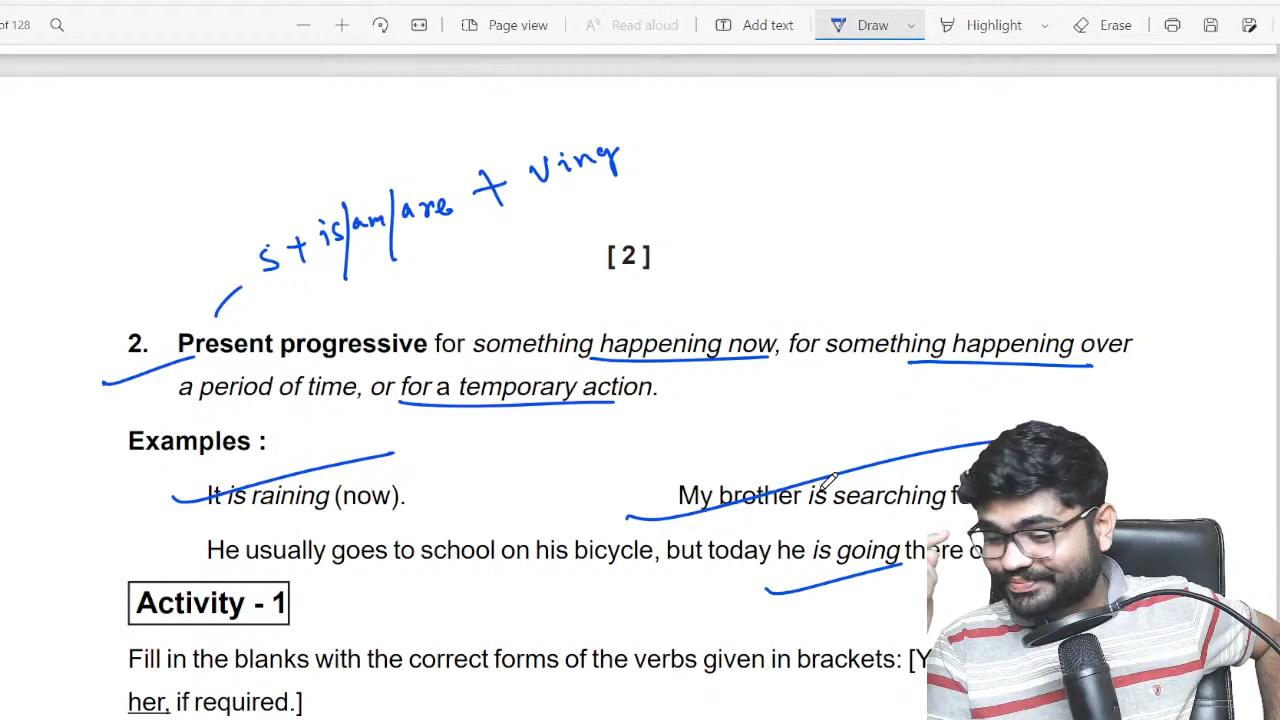 of 128 Page view Read aloud Add text Draw Highlight Erase
s + is/am/are + Ving
[ 2 ]
2. Present progressive for something happening now, for something happening over
a period of time, or for a temporary action.
Examples :
It is raining (now). My brother is searching
He usually goes to school on his bicycle, but today he is going there
Activity - 1
Fill in the blanks with the correct forms of the verbs given in brackets:
her, if required.]